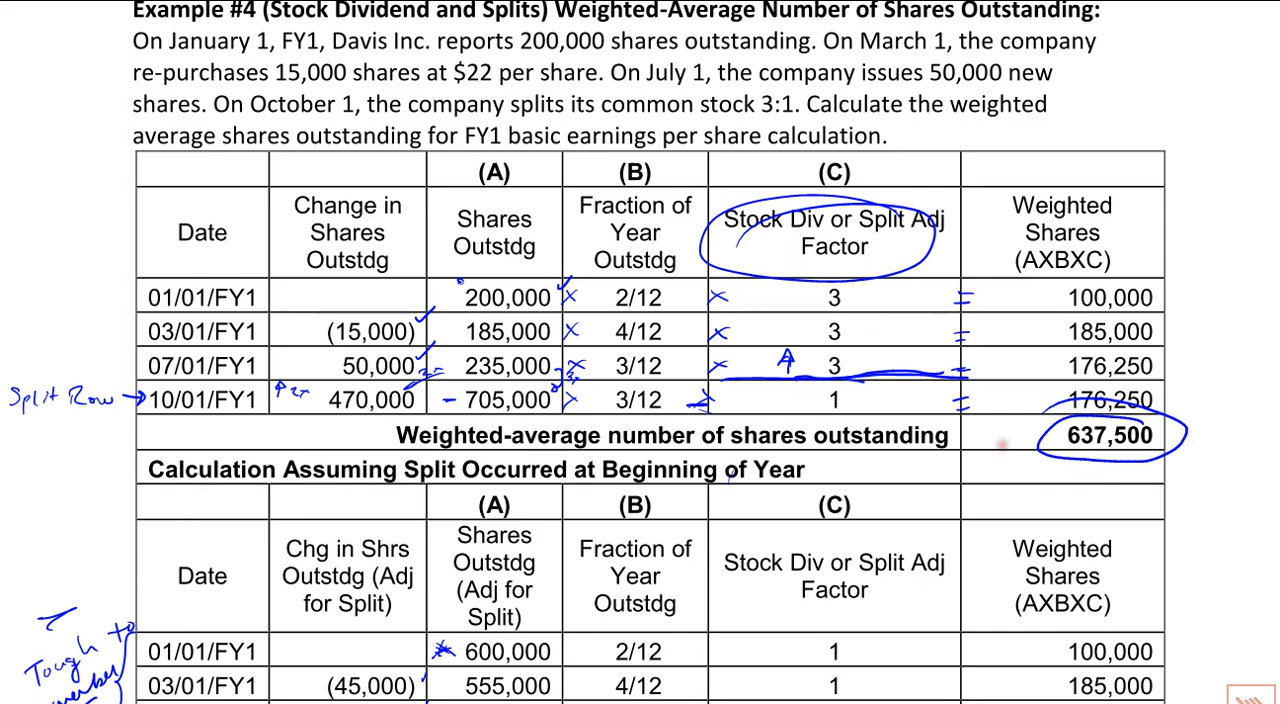 Example #4 (Stock Dividend and Splits) Weighted-Average Number of Shares Outstanding:
On January 1, FY1, Davis Inc. reports 200,000 shares outstanding. On March 1, the company
re-purchases 15,000 shares at $22 per share. On July 1, the company issues 50,000 new
shares. On October 1, the company splits its common stock 3:1. Calculate the weighted
average shares outstanding for FY1 basic earnings per share calculation.
(A) (B) (C)
Date
Change in
Shares
Outstdg
Shares
Outstdg
Fraction of
Year
Outstdg
Stock Div or Split Adj
Factor
Weighted
Shares
(AXBXC)
01/01/FY1 200,000 x 2/12 x 3 = 100,000
03/01/FY1 (15,000) 185,000 x 4/12 x 3 = 185,000
07/01/FY1 50,000 235,000 x 3/12 x 3 = 176,250
Split Row → 10/01/FY1 470,000 705,000 x 3/12 1 = 176,250
Weighted-average number of shares outstanding 637,500
Calculation Assuming Split Occurred at Beginning of Year
(A) (B) (C)
Date
Chg in Shrs
Outstdg (Adj
for Split)
Shares
Outstdg
(Adj for
Split)
Fraction of
Year
Outstdg
Stock Div or Split Adj
Factor
Weighted
Shares
(AXBXC)
01/01/FY1 600,000 2/12 1 100,000
03/01/FY1 (45,000) 555,000 4/12 1 185,000
Tough to